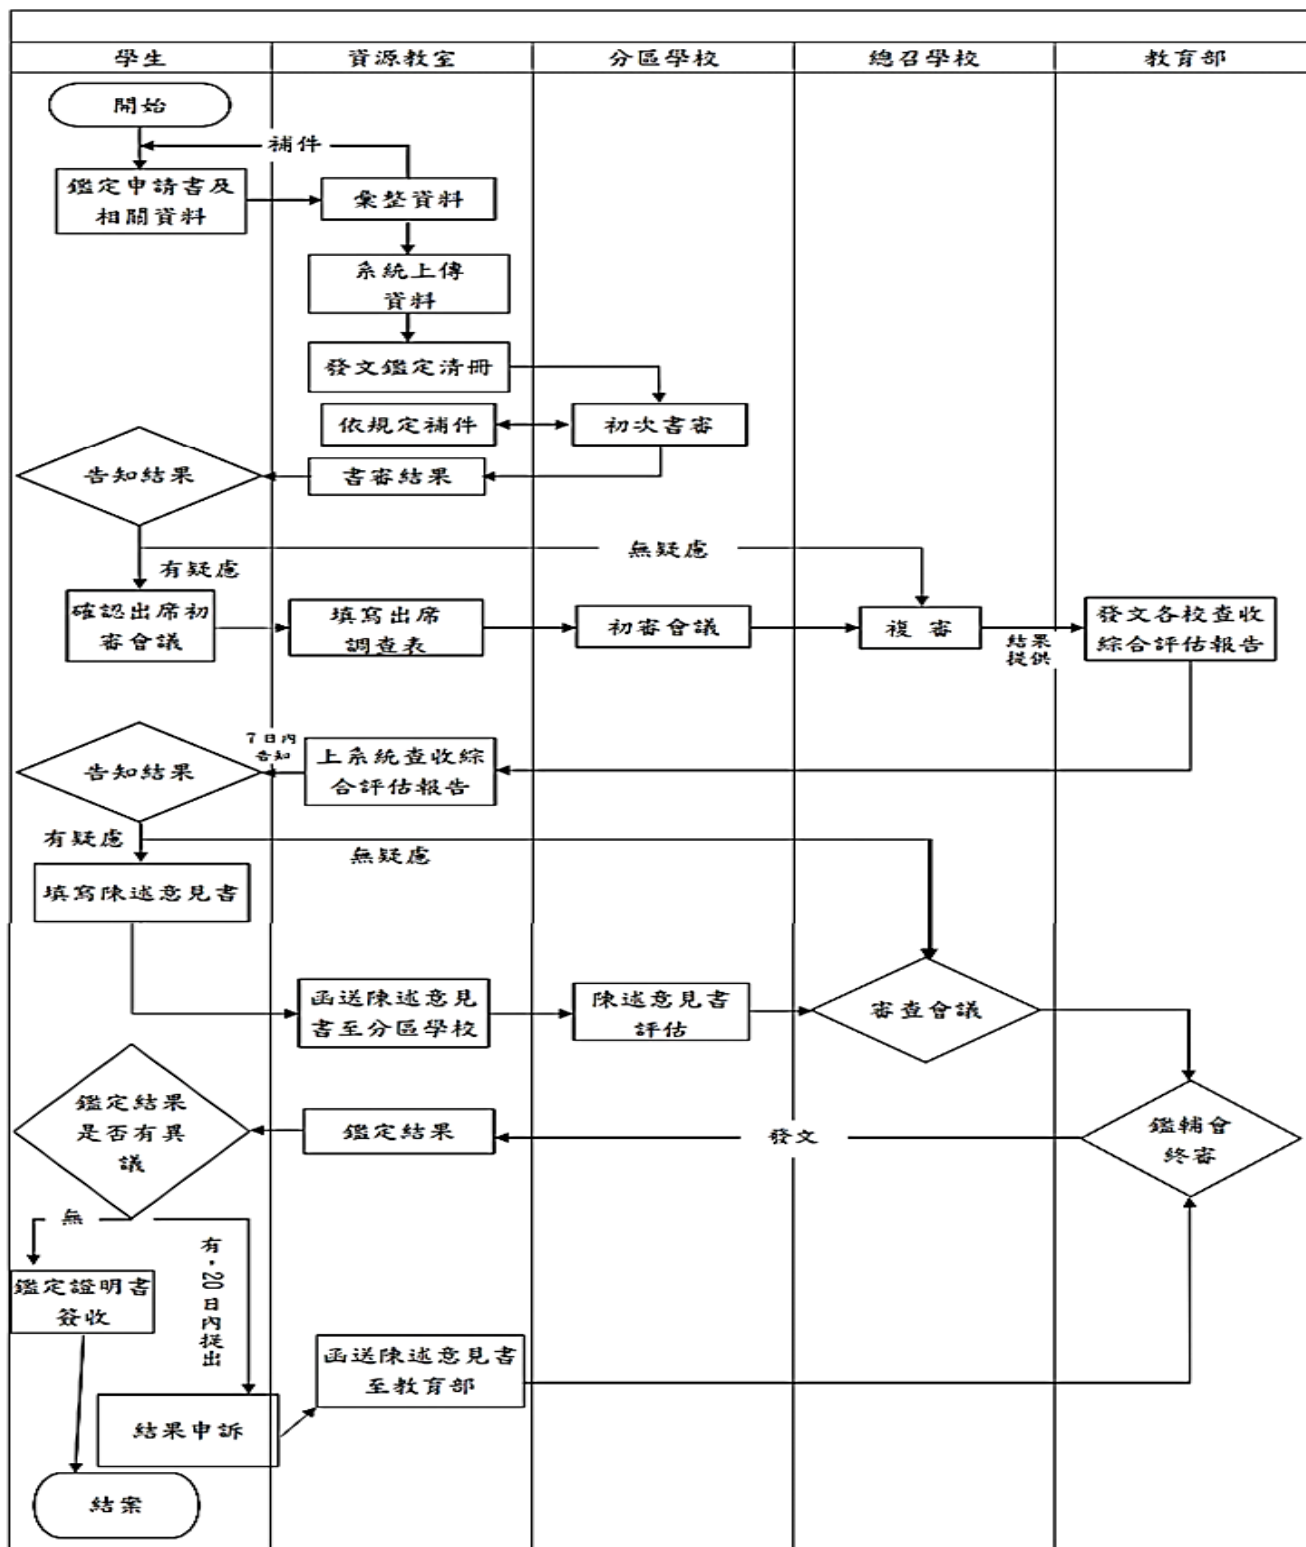 學生
資源教室
分區學校
總召學校
教育部
開始
補件
鑑定申請書及
相關資料
彙整資料
系統上傳
資料
發文鑑定清冊
依規定補件
初次書審
告知結果
書審結果
無疑慮
有疑慮
確認出席初
審會議
填寫出席
調查表
初審會議
複審
結果
提供
發文各校查收
綜合評估報告
告知結果
7日內
告知
上系統查收綜
合評估報告
有疑慮
無疑慮
填寫陳述意見書
函送陳述意見
書至分區學校
陳述意見書
評估
審查會議
鑑定結果
是否有異
議
鑑定結果
發文
鑑輔會
終審
無
有,20日內提出
鑑定證明書
簽收
函送陳述意見書
至教育部
結果申訴
結案